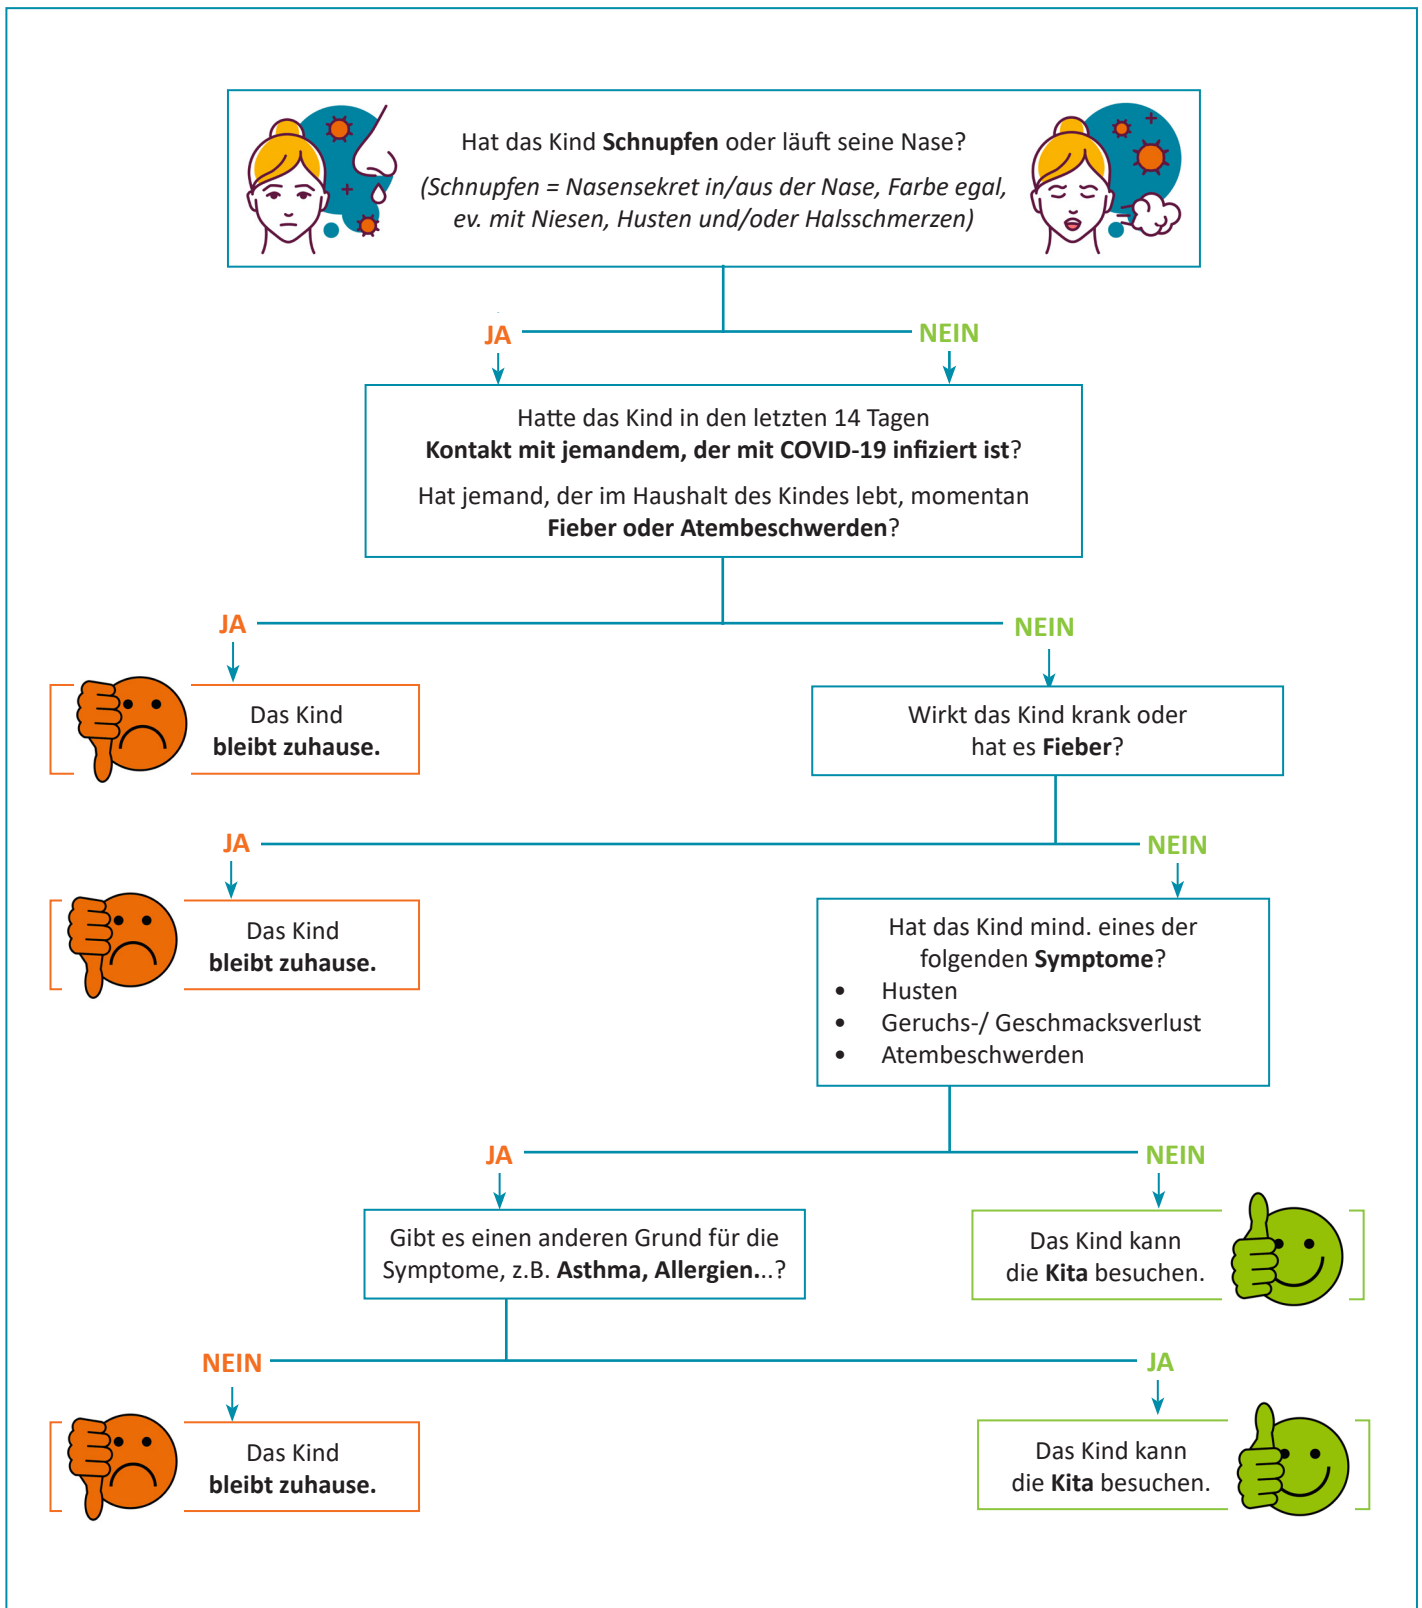 Hat das Kind Schnupfen oder läuft seine Nase?
(Schnupfen = Nasensekret in/aus der Nase, Farbe egal,
ev. mit Niesen, Husten und/oder Halsschmerzen)
JA
NEIN
Hatte das Kind in den letzten 14 Tagen
Kontakt mit jemandem, der mit COVID-19 infiziert ist?
Hat jemand, der im Haushalt des Kindes lebt, momentan
Fieber oder Atembeschwerden?
JA
NEIN
Das Kind
bleibt zuhause.
Wirkt das Kind krank oder
hat es Fieber?
JA
NEIN
Das Kind
bleibt zuhause.
Hat das Kind mind. eines der
folgenden Symptome?
• Husten
• Geruchs-/ Geschmacksverlust
• Atembeschwerden
JA
NEIN
Gibt es einen anderen Grund für die
Symptome, z.B. Asthma, Allergien...?
Das Kind kann
die Kita besuchen.
NEIN
JA
Das Kind
bleibt zuhause.
Das Kind kann
die Kita besuchen.